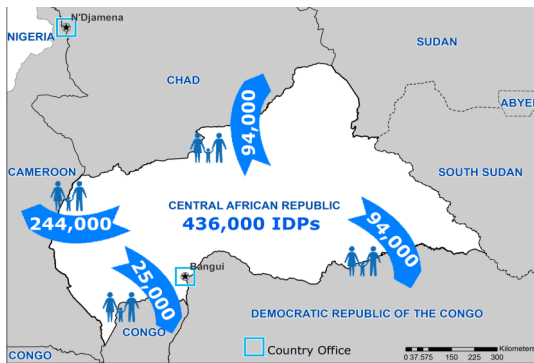 N'Djamena
NIGERIA
SUDAN
CHAD
ABYEI
94,000
CAMEROON
SOUTH SUDAN
CENTRAL AFRICAN REPUBLIC
436,000 IDPs
244,000
94,000
25,000
Bangui
DEMOCRATIC REPUBLIC OF THE CONGO
CONGO
Kilometers
Country Office
0 37.575 150 225 300
CONGO